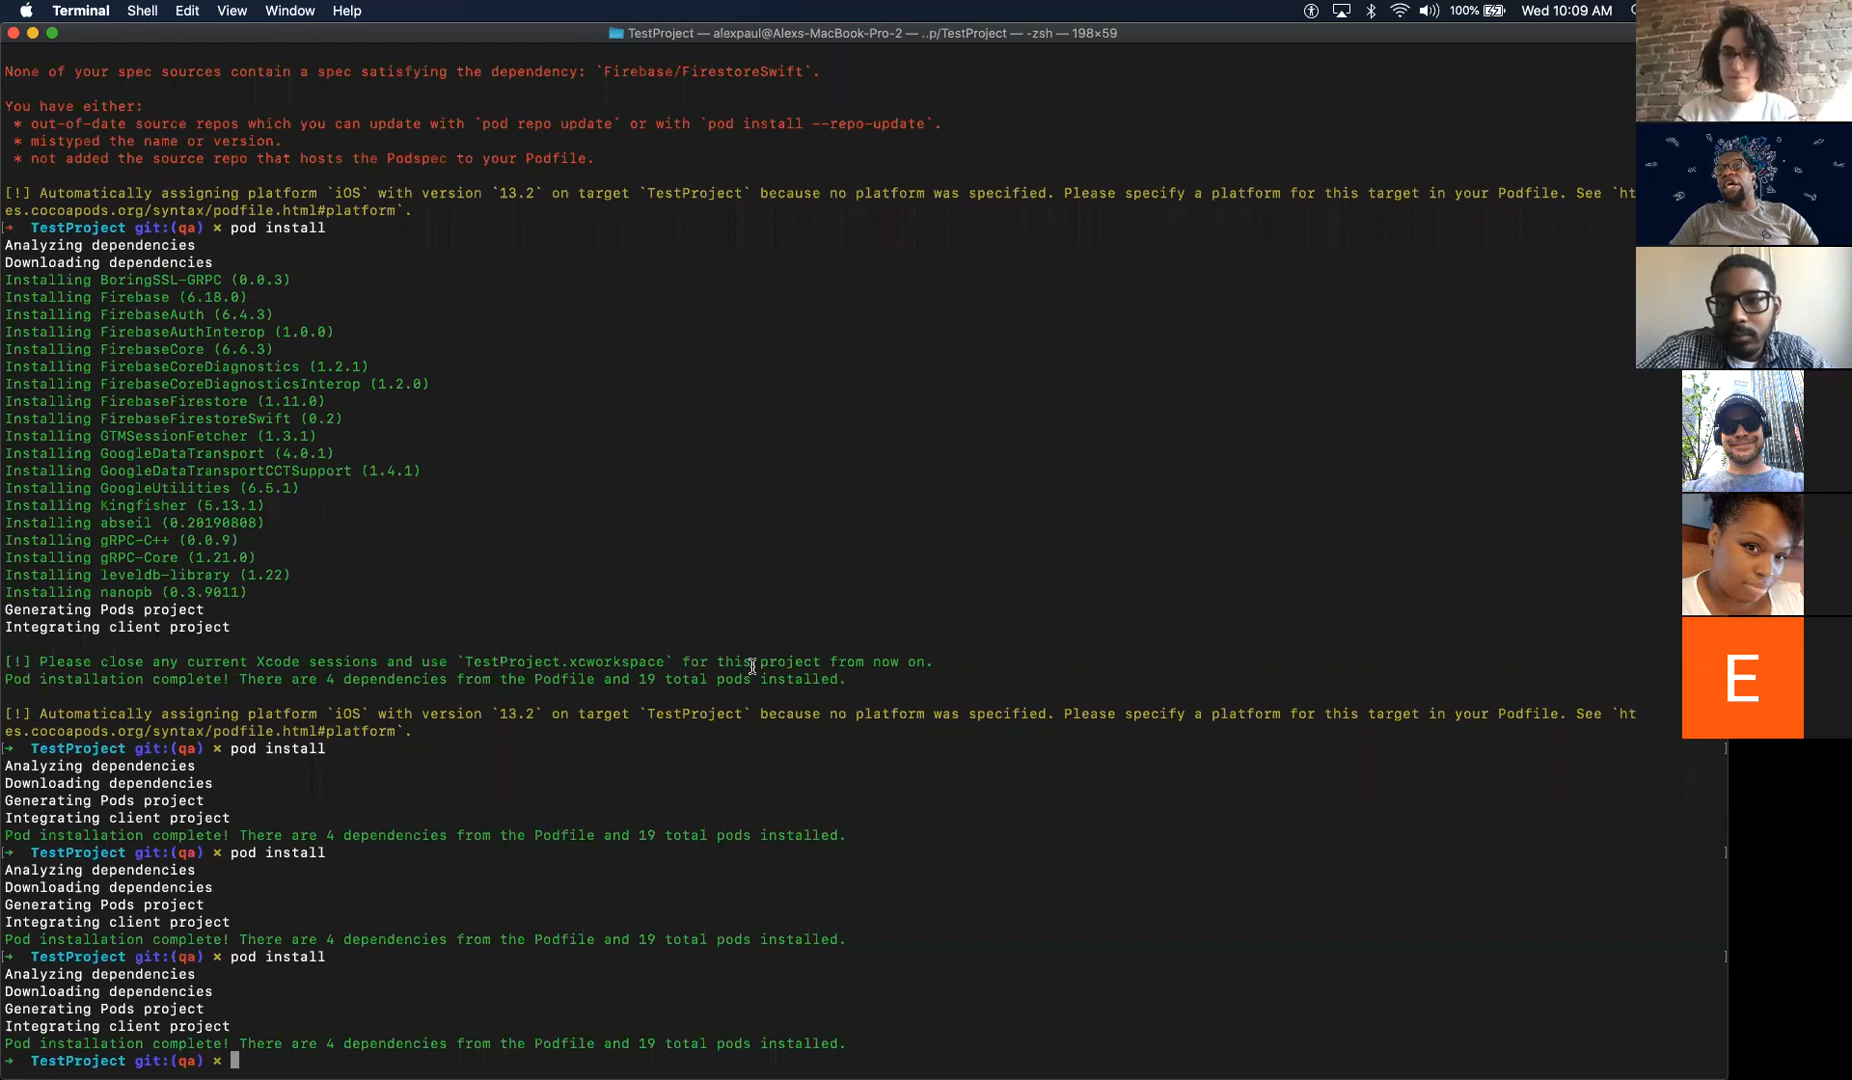 Terminal Shell Edit View Window Help 100% Wed 10:09 AM
TestProject — alexpaul@Alexs-MacBook-Pro-2 — ..p/TestProject — -zsh — 198×59
None of your spec sources contain a spec satisfying the dependency: `Firebase/FirestoreSwift`.
You have either:
* out-of-date source repos which you can update with `pod repo update` or with `pod install --repo-update`.
* mistyped the name or version.
* not added the source repo that hosts the Podspec to your Podfile.
[!] Automatically assigning platform `iOS` with version `13.2` on target `TestProject` because no platform was specified. Please specify a platform for this target in your Podfile. See `ht
es.cocoapods.org/syntax/podfile.html#platform`.
[➜ TestProject git:(qa) × pod install
Analyzing dependencies
Downloading dependencies
Installing BoringSSL-GRPC (0.0.3)
Installing Firebase (6.18.0)
Installing FirebaseAuth (6.4.3)
Installing FirebaseAuthInterop (1.0.0)
Installing FirebaseCore (6.6.3)
Installing FirebaseCoreDiagnostics (1.2.1)
Installing FirebaseCoreDiagnosticsInterop (1.2.0)
Installing FirebaseFirestore (1.11.0)
Installing FirebaseFirestoreSwift (0.2)
Installing GTMSessionFetcher (1.3.1)
Installing GoogleDataTransport (4.0.1)
Installing GoogleDataTransportCCTSupport (1.4.1)
Installing GoogleUtilities (6.5.1)
Installing Kingfisher (5.13.1)
Installing abseil (0.20190808)
Installing gRPC-C++ (0.0.9)
Installing gRPC-Core (1.21.0)
Installing leveldb-library (1.22)
Installing nanopb (0.3.9011)
Generating Pods project
Integrating client project
[!] Please close any current Xcode sessions and use `TestProject.xcworkspace` for this project from now on.
Pod installation complete! There are 4 dependencies from the Podfile and 19 total pods installed.
[!] Automatically assigning platform `iOS` with version `13.2` on target `TestProject` because no platform was specified. Please specify a platform for this target in your Podfile. See `ht
es.cocoapods.org/syntax/podfile.html#platform`.
[➜ TestProject git:(qa) × pod install ]
Analyzing dependencies
Downloading dependencies
Generating Pods project
Integrating client project
Pod installation complete! There are 4 dependencies from the Podfile and 19 total pods installed.
[➜ TestProject git:(qa) × pod install ]
Analyzing dependencies
Downloading dependencies
Generating Pods project
Integrating client project
Pod installation complete! There are 4 dependencies from the Podfile and 19 total pods installed.
[➜ TestProject git:(qa) × pod install ]
Analyzing dependencies
Downloading dependencies
Generating Pods project
Integrating client project
Pod installation complete! There are 4 dependencies from the Podfile and 19 total pods installed.
➜ TestProject git:(qa) ×
E